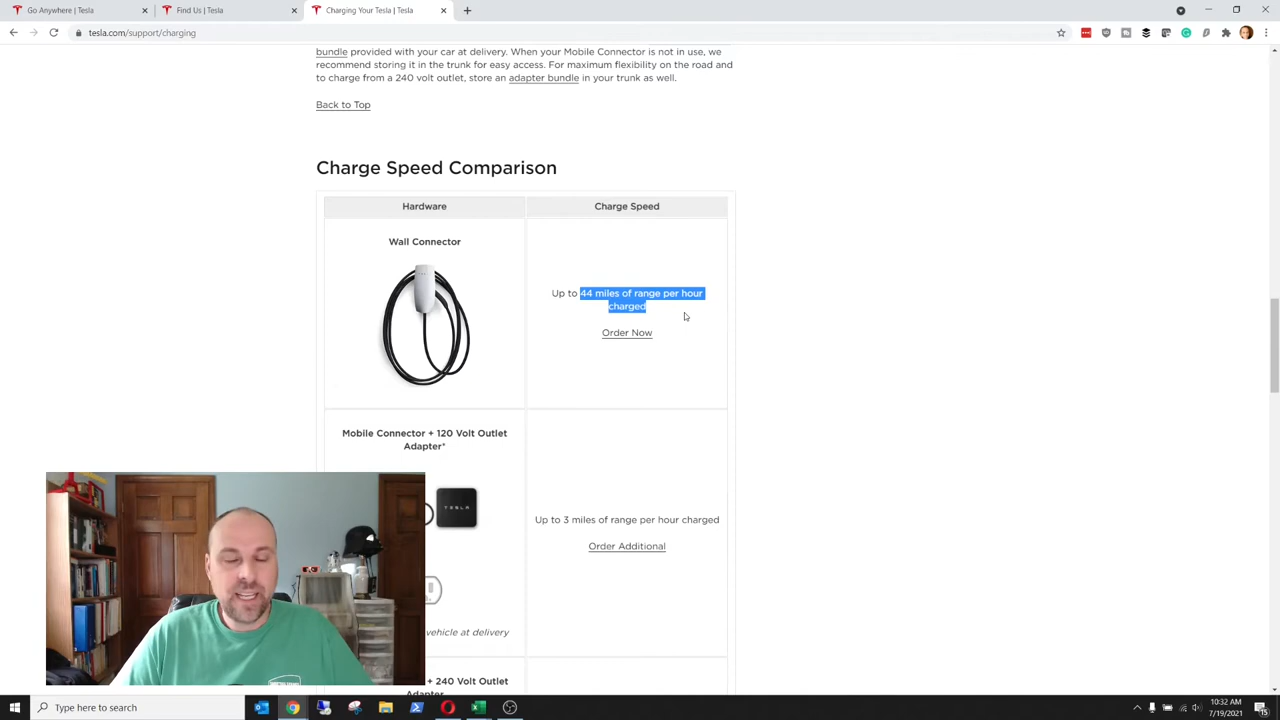 Go Anywhere | Tesla
Find Us | Tesla
Charging Your Tesla | Tesla
tesla.com/support/charging
bundle provided with your car at delivery. When your Mobile Connector is not in use, we
recommend storing it in the trunk for easy access. For maximum flexibility on the road and
to charge from a 240 volt outlet, store an adapter bundle in your trunk as well.
Back to Top
Charge Speed Comparison
Hardware
Charge Speed
Wall Connector
Up to 44 miles of range per hour
charged
Order Now
Mobile Connector + 120 Volt Outlet
Adapter*
TESLA
Up to 3 miles of range per hour charged
Order Additional
vehicle at delivery
+ 240 Volt Outlet
Adapter
Type here to search
10:32 AM
7/19/2021
15